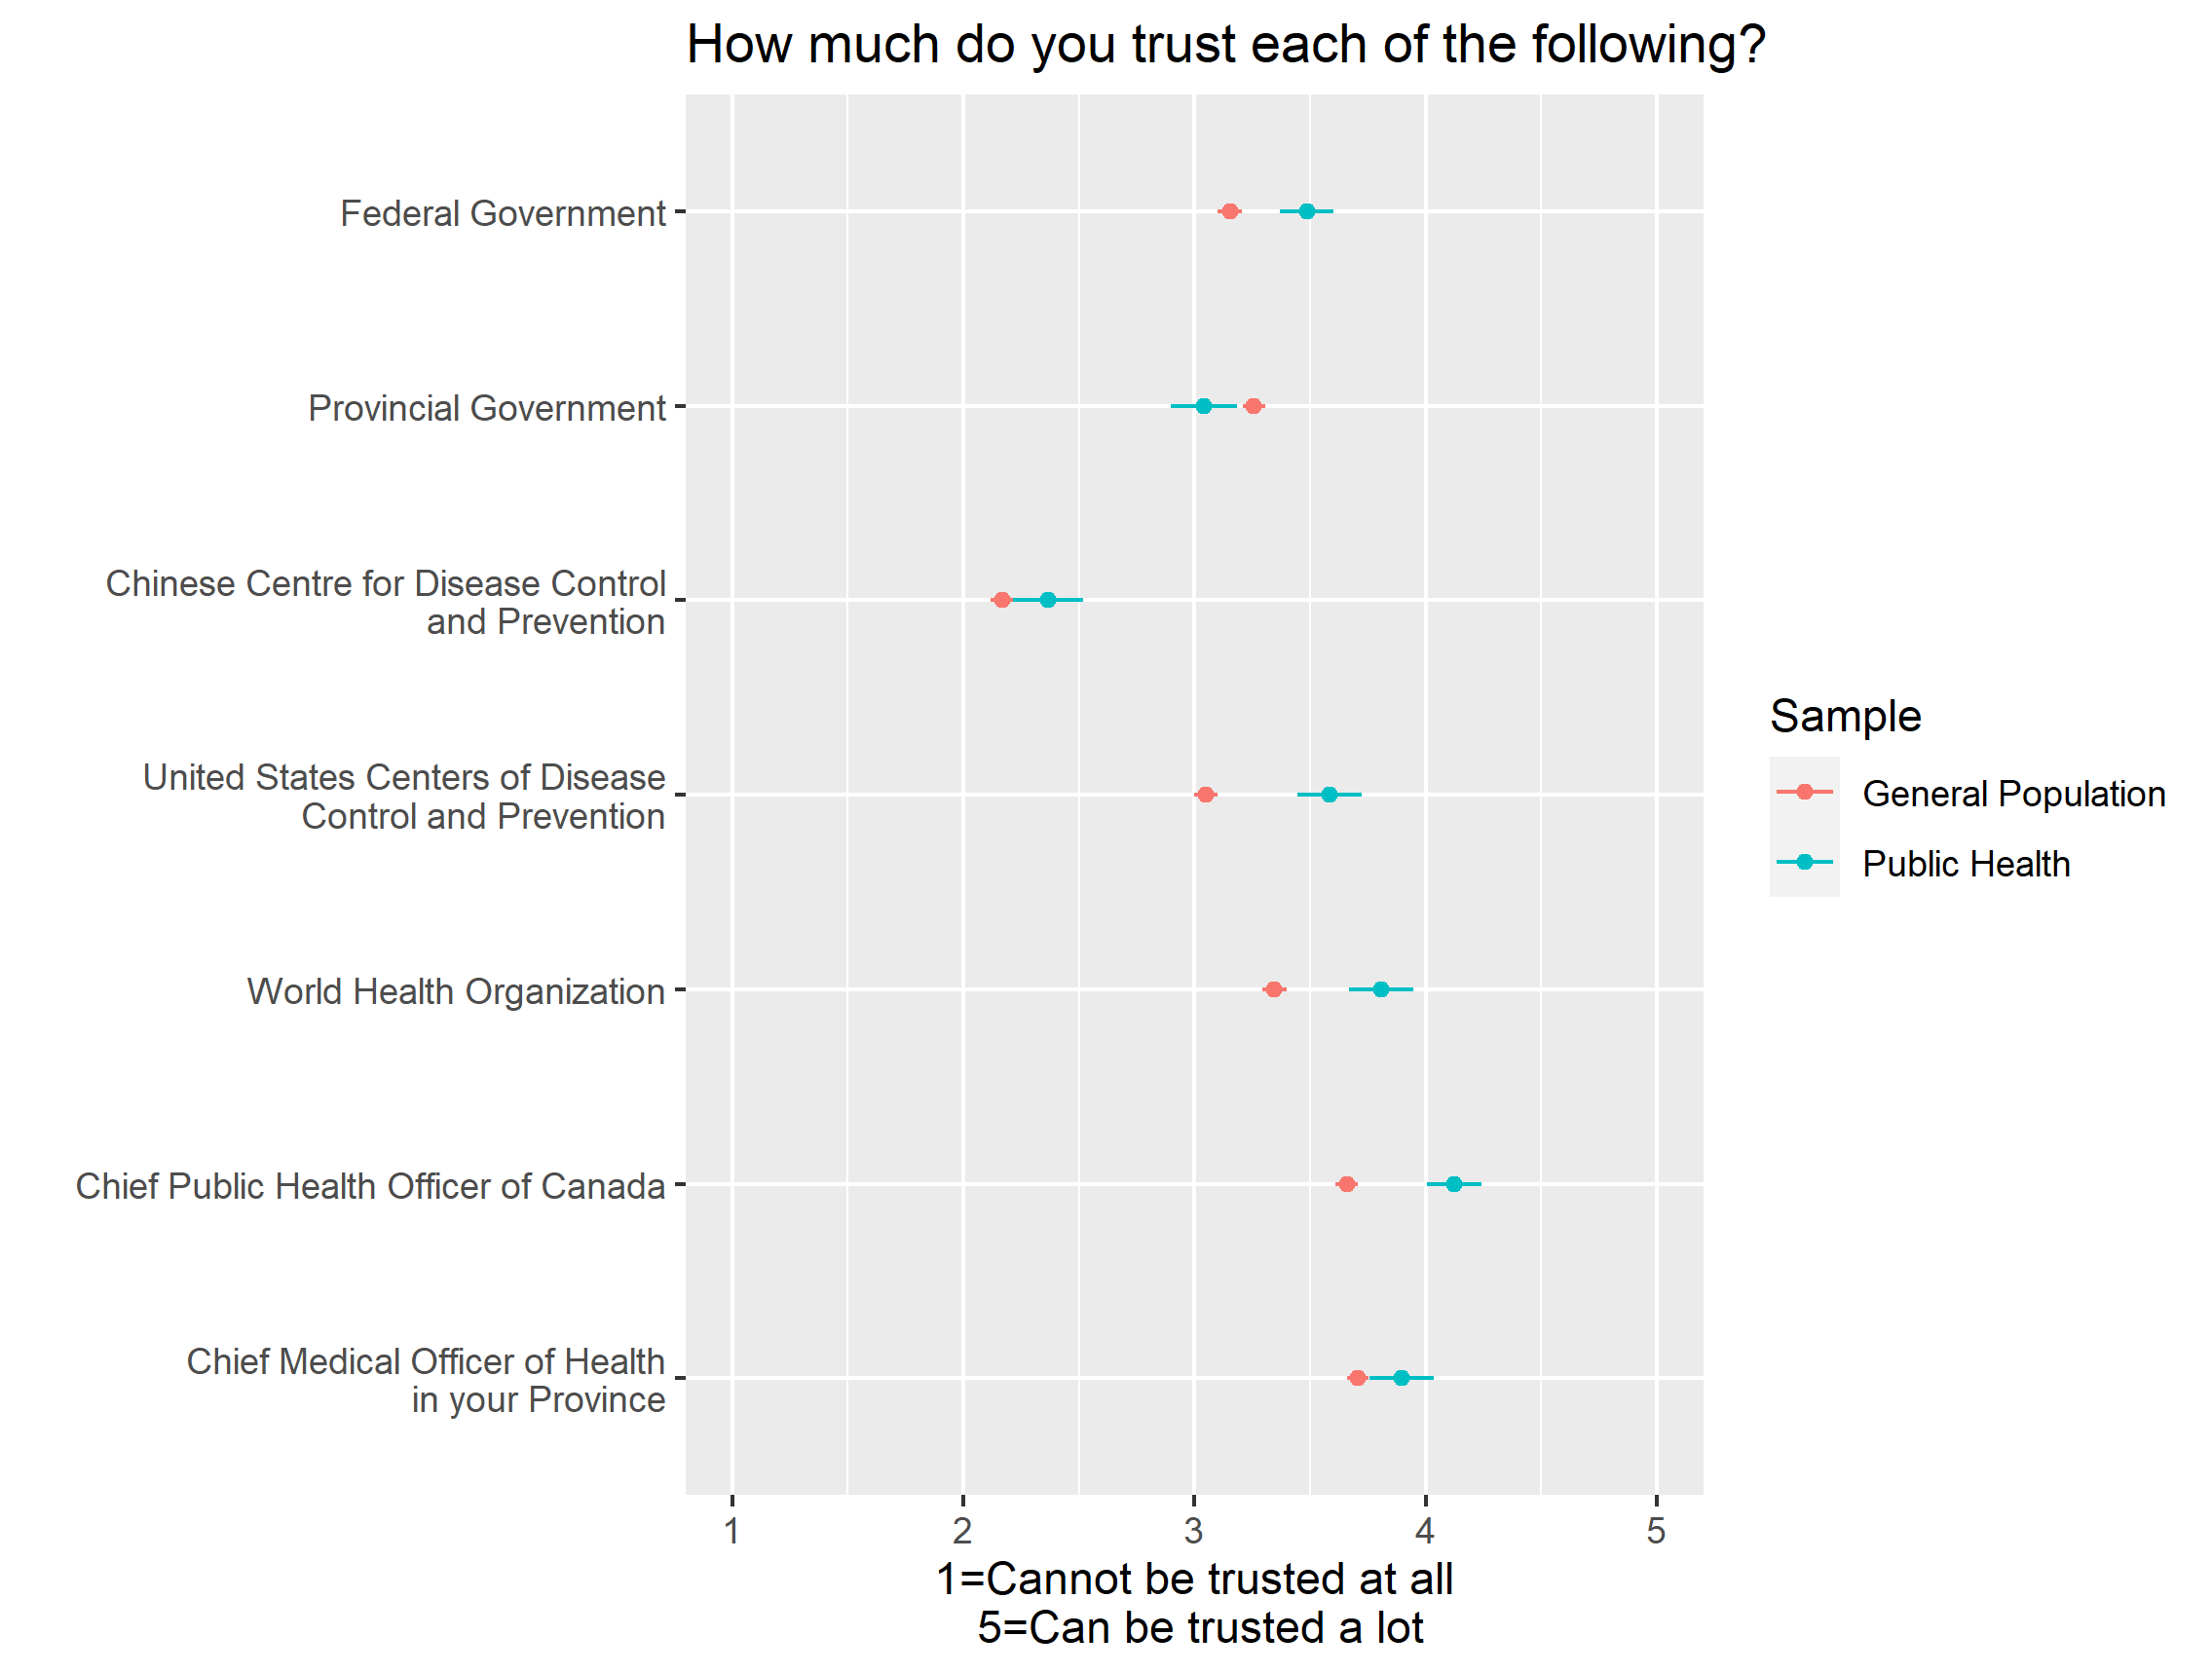 How much do you trust each of the following?
Federal Government
Provincial Government
Chinese Centre for Disease Control
and Prevention
United States Centers of Disease
Control and Prevention
World Health Organization
Chief Public Health Officer of Canada
Chief Medical Officer of Health
in your Province
1 2 3 4 5
1=Cannot be trusted at all
5=Can be trusted a lot
Sample
General Population
Public Health